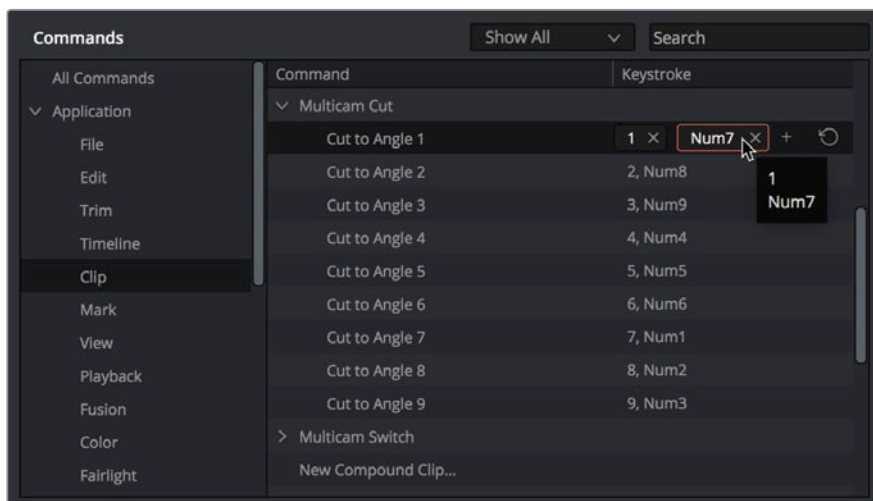 Commands Show All Search
All Commands Command Keystroke
Application Multicam Cut
File Cut to Angle 1 1 × Num7 × +
Edit Cut to Angle 2 2, Num8
1
Num7
Trim Cut to Angle 3 3, Num9
Timeline Cut to Angle 4 4, Num4
Clip Cut to Angle 5 5, Num5
Mark Cut to Angle 6 6, Num6
View Cut to Angle 7 7, Num1
Playback Cut to Angle 8 8, Num2
Fusion Cut to Angle 9 9, Num3
Color Multicam Switch
Fairlight New Compound Clip...